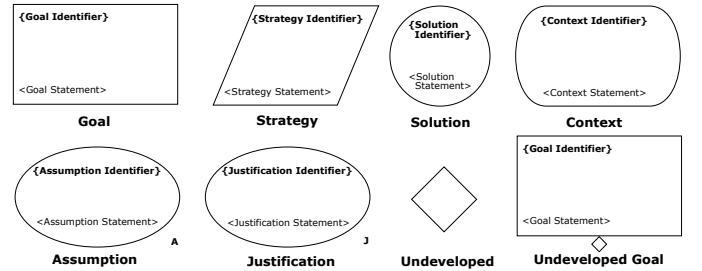 {Goal Identifier}
<Goal Statement>
Goal
{Strategy Identifier}
<Strategy Statement>
Strategy
{Solution
Identifier}
<Solution
Statement>
Solution
{Context Identifier}
<Context Statement>
Context
{Assumption Identifier}
<Assumption Statement>
A
Assumption
{Justification Identifier}
<Justification Statement>
J
Justification
Undeveloped
{Goal Identifier}
<Goal Statement>
Undeveloped Goal